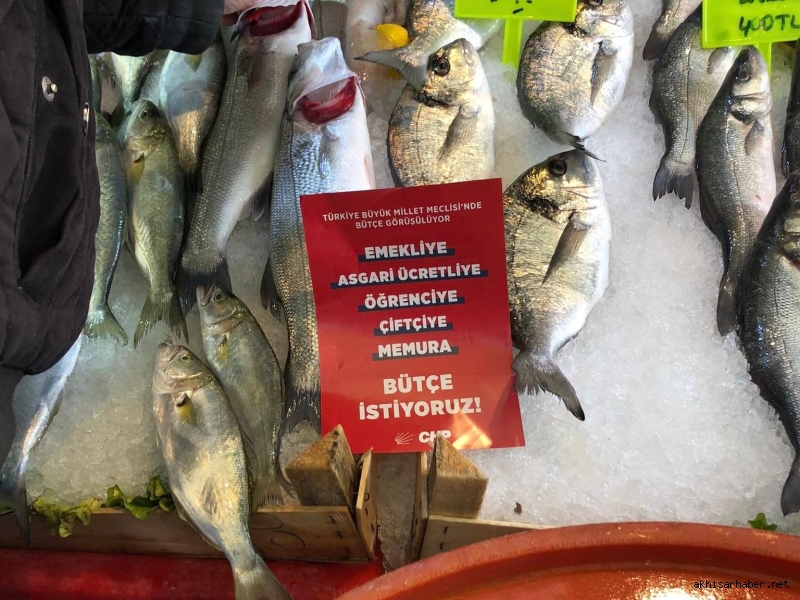 400TL
TÜRKİYE BÜYÜK MİLLET MECLİSİ'NDE
BÜTÇE GÖRÜŞÜLÜYOR
EMEKLİYE
ASGARİ ÜCRETLİYE
ÖĞRENCİYE
ÇİFTÇİYE
MEMURA
BÜTÇE
İSTİYORUZ!
CHP
akhisarhaber.net